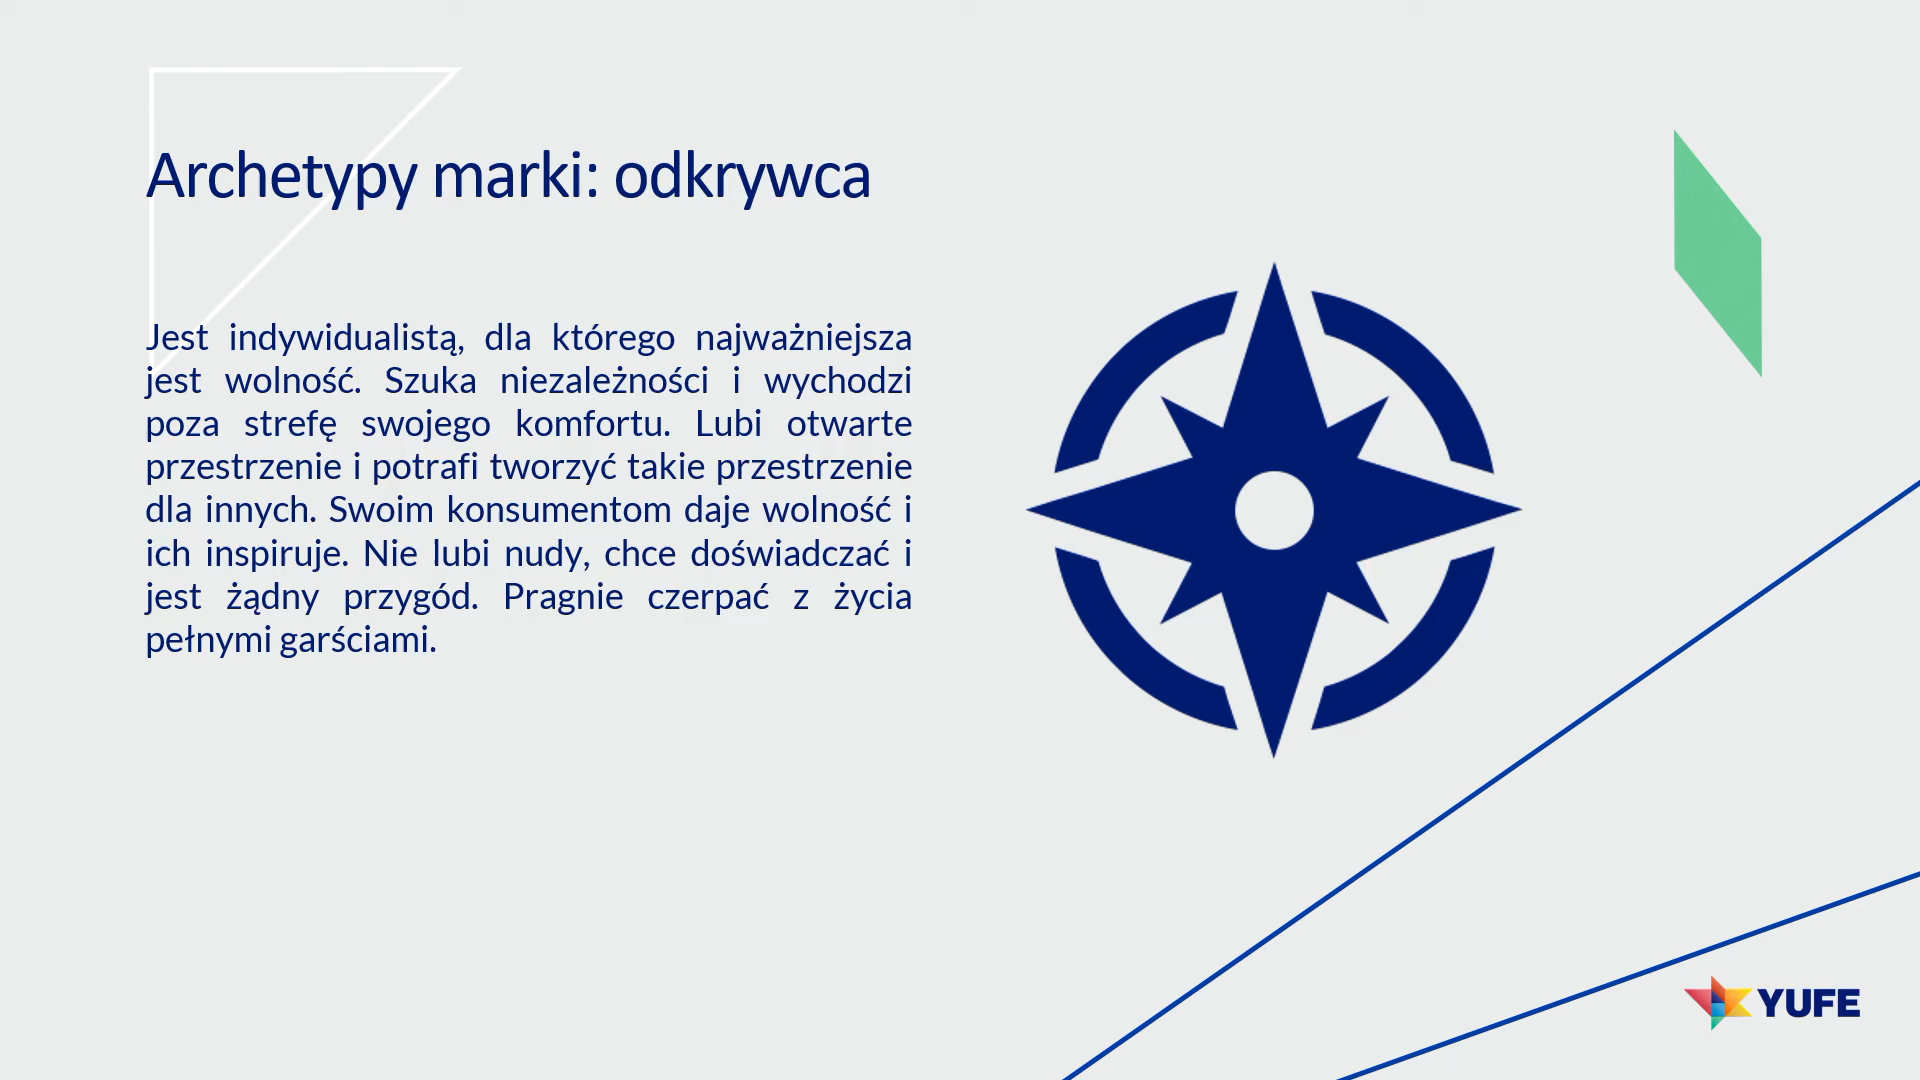 Archetypy marki: odkrywca
Jest indywidualistą, dla którego najważniejsza
jest wolność. Szuka niezależności i wychodzi
poza strefę swojego komfortu. Lubi otwarte
przestrzenie i potrafi tworzyć takie przestrzenie
dla innych. Swoim konsumentom daje wolność i
ich inspiruje. Nie lubi nudy, chce doświadczać i
jest żądny przygód. Pragnie czerpać z życia
pełnymi garściami.
YUFE